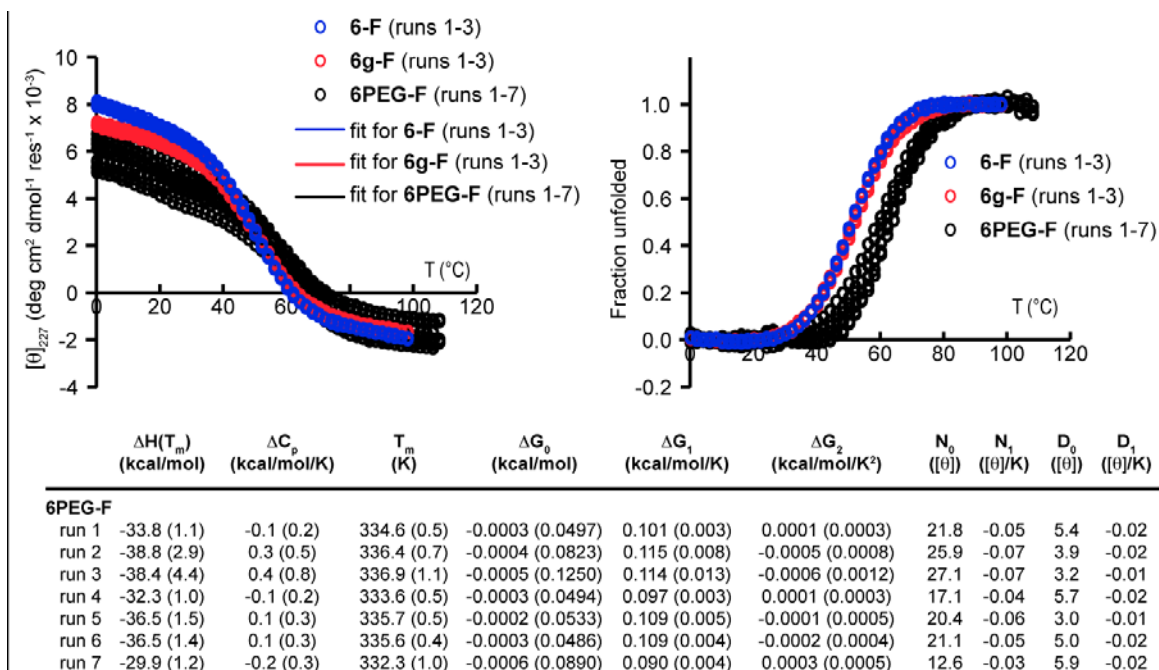 6-F (runs 1-3)
6g-F (runs 1-3)
6PEG-F (runs 1-7)
fit for 6-F (runs 1-3)
fit for 6g-F (runs 1-3)
fit for 6PEG-F (runs 1-7)
[θ]227 (deg cm² dmol⁻¹ res⁻¹ x 10⁻³)
10
8
6
4
2
0
-2
-4
0 20 40 60 80 100 120
T (°C)
Fraction unfolded
1.0
0.8
0.6
0.4
0.2
0.0
-0.2
0 20 40 60 80 100 120
T (°C)
6-F (runs 1-3)
6g-F (runs 1-3)
6PEG-F (runs 1-7)
ΔH(Tm) ΔCp Tm ΔG0 ΔG1 ΔG2 N0 N1 D0 D1
(kcal/mol) (kcal/mol/K) (K) (kcal/mol) (kcal/mol/K) (kcal/mol/K²) ([θ]) ([θ]/K) ([θ]) ([θ]/K)
6PEG-F
run 1 -33.8 (1.1) -0.1 (0.2) 334.6 (0.5) -0.0003 (0.0497) 0.101 (0.003) 0.0001 (0.0003) 21.8 -0.05 5.4 -0.02
run 2 -38.8 (2.9) 0.3 (0.5) 336.4 (0.7) -0.0004 (0.0823) 0.115 (0.008) -0.0005 (0.0008) 25.9 -0.07 3.9 -0.02
run 3 -38.4 (4.4) 0.4 (0.8) 336.9 (1.1) -0.0005 (0.1250) 0.114 (0.013) -0.0006 (0.0012) 27.1 -0.07 3.2 -0.01
run 4 -32.3 (1.0) -0.1 (0.2) 333.6 (0.5) -0.0003 (0.0494) 0.097 (0.003) 0.0001 (0.0003) 17.1 -0.04 5.7 -0.02
run 5 -36.5 (1.5) 0.1 (0.3) 335.7 (0.5) -0.0002 (0.0533) 0.109 (0.005) -0.0001 (0.0005) 20.4 -0.06 3.0 -0.01
run 6 -36.5 (1.4) 0.1 (0.3) 335.6 (0.4) -0.0003 (0.0486) 0.109 (0.004) -0.0002 (0.0004) 21.1 -0.05 5.0 -0.02
run 7 -29.9 (1.2) -0.2 (0.3) 332.3 (1.0) -0.0006 (0.0890) 0.090 (0.004) 0.0003 (0.0005) 12.6 -0.03 5.9 -0.02